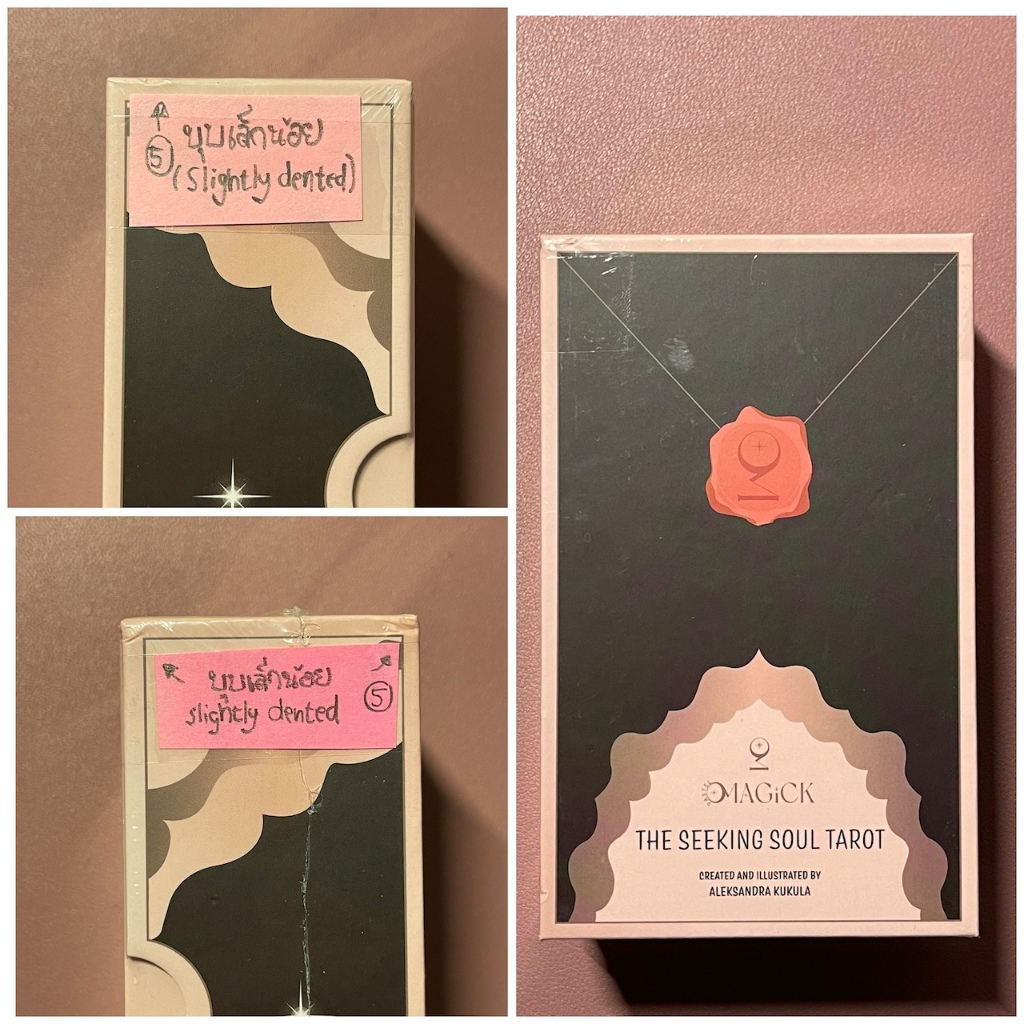 บุบเล็กน้อย
5 (Slightly dented)
บุบเล็กน้อย
slightly dented 5
OMAGiCK
THE SEEKING SOUL TAROT
CREATED AND ILLUSTRATED BY
ALEKSANDRA KUKULA